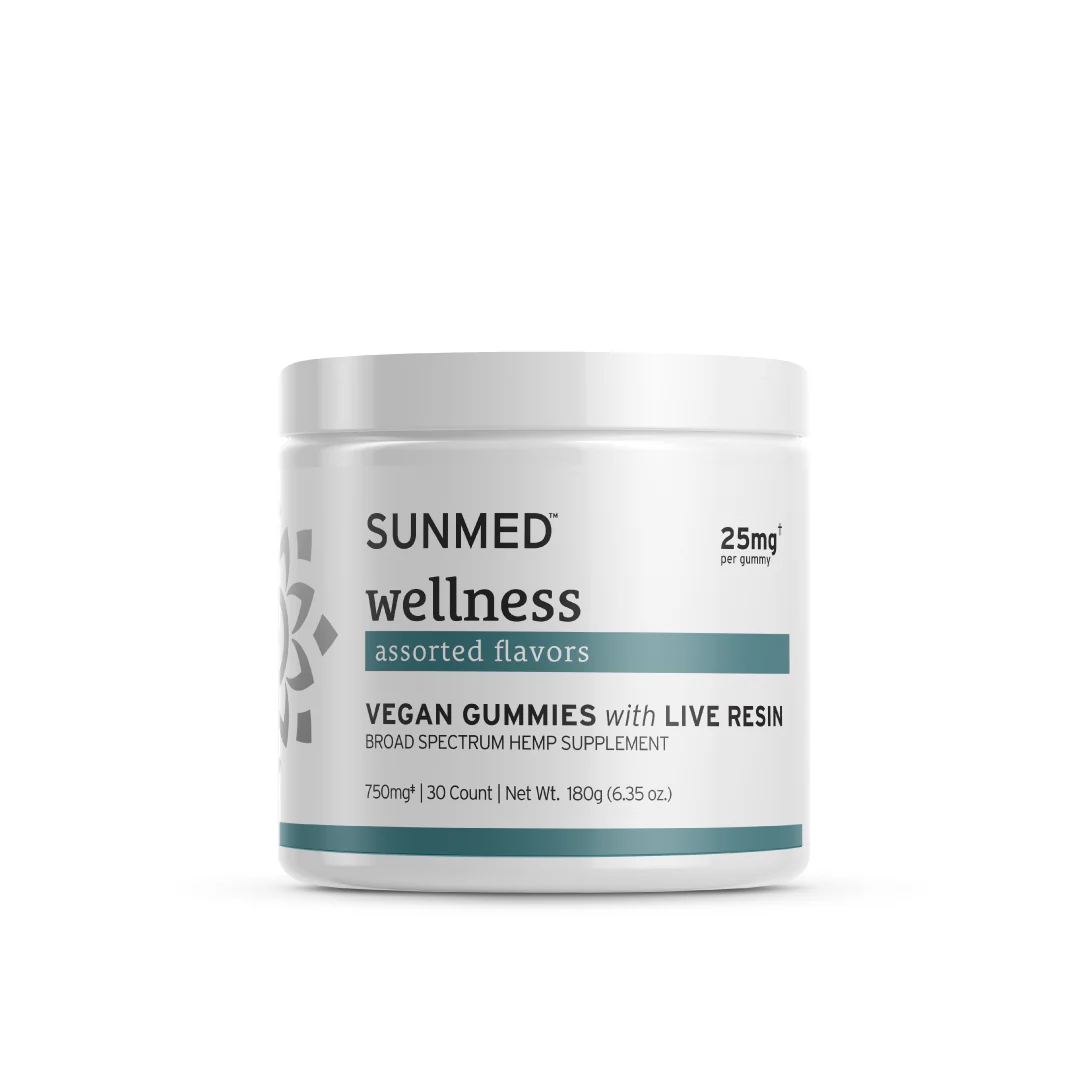 SUNMED™
25mg†
per gummy
wellness
assorted flavors
VEGAN GUMMIES with LIVE RESIN
BROAD SPECTRUM HEMP SUPPLEMENT
750mg‡ | 30 Count | Net Wt. 180g (6.35 oz.)